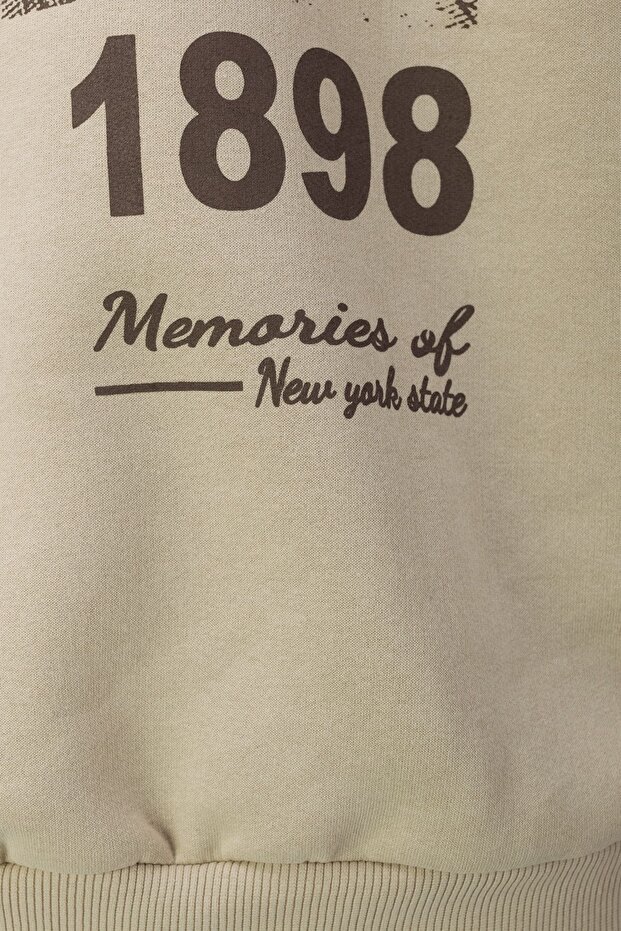 1898
Memories of
New york state